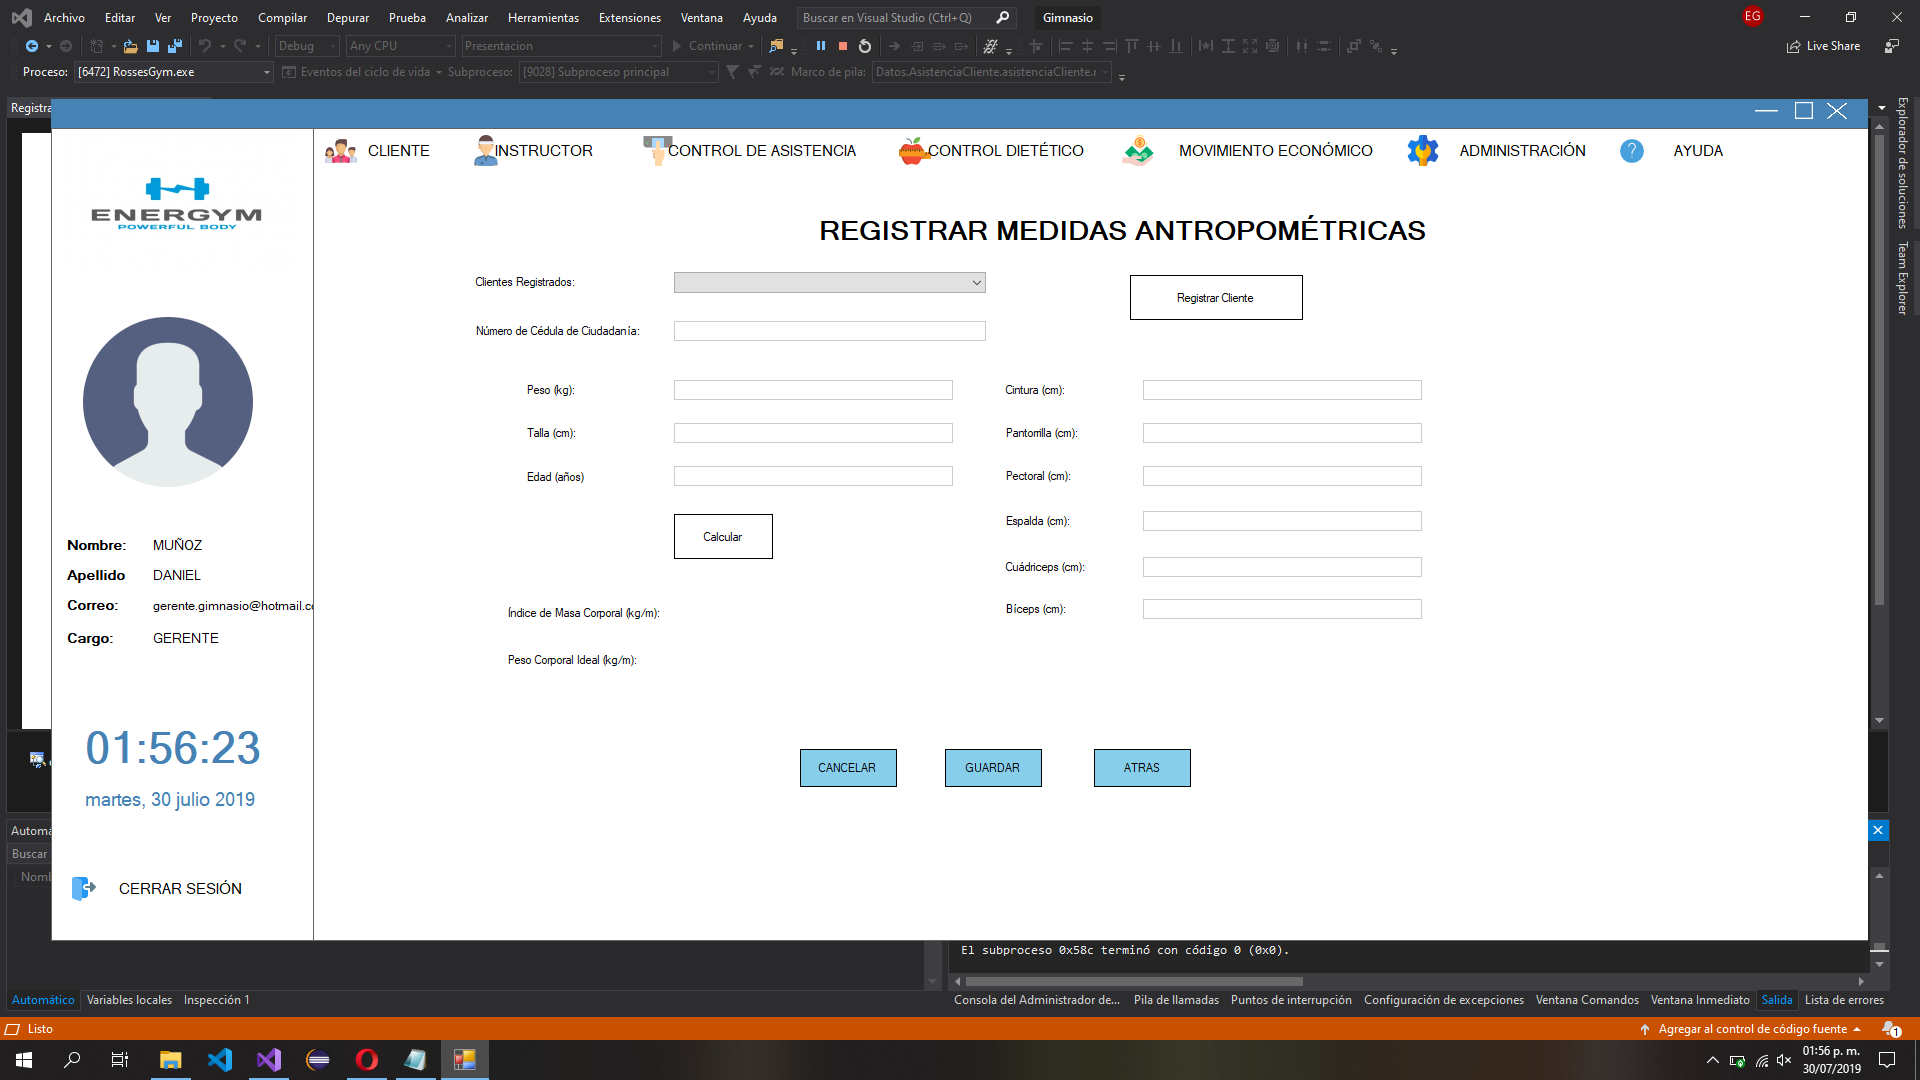 Archivo Editar Ver Proyecto Compilar Depurar Prueba Analizar Herramientas Extensiones Ventana Ayuda Buscar en Visual Studio (Ctrl+Q) Gimnasio EG
Debug Any CPU Presentacion Continuar Live Share
Proceso: [6472] RossesGym.exe Eventos del ciclo de vida Subproceso: [9028] Subproceso principal Marco de pila: Datos.AsistenciaCliente.asistenciaCliente.r
Registra
Explorador de soluciones
Team Explorer
CLIENTE INSTRUCTOR CONTROL DE ASISTENCIA CONTROL DIETÉTICO MOVIMIENTO ECONÓMICO ADMINISTRACIÓN ? AYUDA
ENERGYM
POWERFUL BODY
REGISTRAR MEDIDAS ANTROPOMÉTRICAS
Clientes Registrados:
Registrar Cliente
Número de Cédula de Ciudadanía:
Peso (kg): Cintura (cm):
Talla (cm): Pantorrilla (cm):
Edad (años) Pectoral (cm):
Espalda (cm):
Calcular
Cuádriceps (cm):
Índice de Masa Corporal (kg/m): Bíceps (cm):
Peso Corporal Ideal (kg/m):
Nombre: MUÑOZ
Apellido DANIEL
Correo: gerente.gimnasio@hotmail.co
Cargo: GERENTE
01:56:23
martes, 30 julio 2019
CANCELAR GUARDAR ATRAS
CERRAR SESIÓN
Automá
Buscar
Nomb
El subproceso 0x58c terminó con código 0 (0x0).
Automático Variables locales Inspección 1
Consola del Administrador de... Pila de llamadas Puntos de interrupción Configuración de excepciones Ventana Comandos Ventana Inmediato Salida Lista de errores
Listo Agregar al control de código fuente 1
01:56 p. m.
30/07/2019